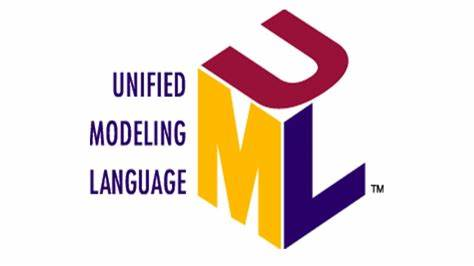 UNIFIED
MODELING
LANGUAGE
UML
™